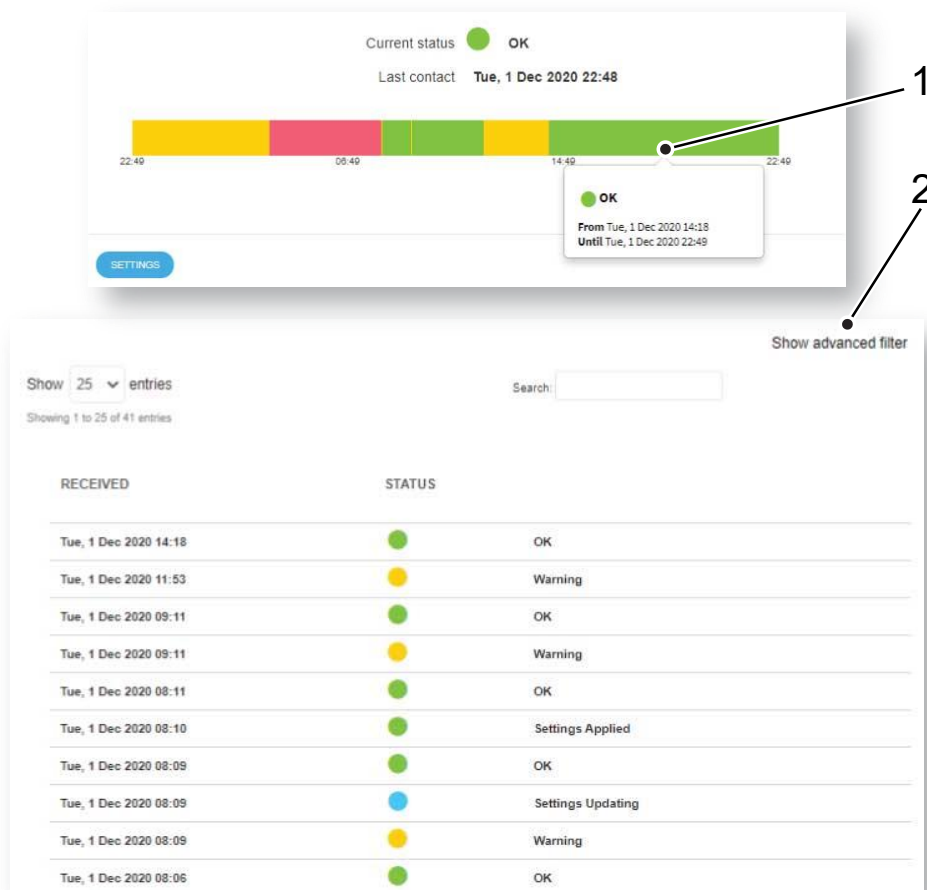 Current status OK
Last contact Tue, 1 Dec 2020 22:48
1
22:49 06:49 14:49 22:49
OK
From Tue, 1 Dec 2020 14:18
Until Tue, 1 Dec 2020 22:49
2
SETTINGS
Show advanced filter
Show 25 entries
Search:
Showing 1 to 25 of 41 entries
RECEIVED STATUS
Tue, 1 Dec 2020 14:18 OK
Tue, 1 Dec 2020 11:53 Warning
Tue, 1 Dec 2020 09:11 OK
Tue, 1 Dec 2020 09:11 Warning
Tue, 1 Dec 2020 08:11 OK
Tue, 1 Dec 2020 08:10 Settings Applied
Tue, 1 Dec 2020 08:09 OK
Tue, 1 Dec 2020 08:09 Settings Updating
Tue, 1 Dec 2020 08:09 Warning
Tue, 1 Dec 2020 08:06 OK